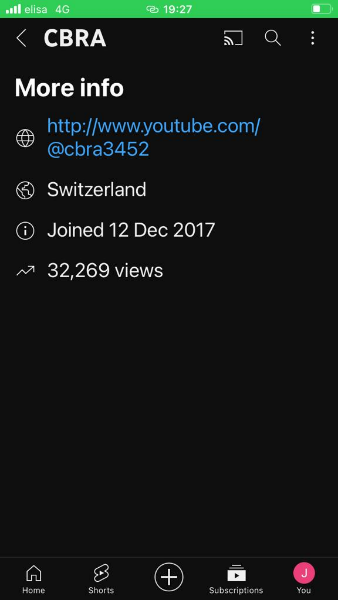 elisa 4G 19:27
CBRA
More info
http://www.youtube.com/
@cbra3452
Switzerland
Joined 12 Dec 2017
32,269 views
Home Shorts Subscriptions You
J